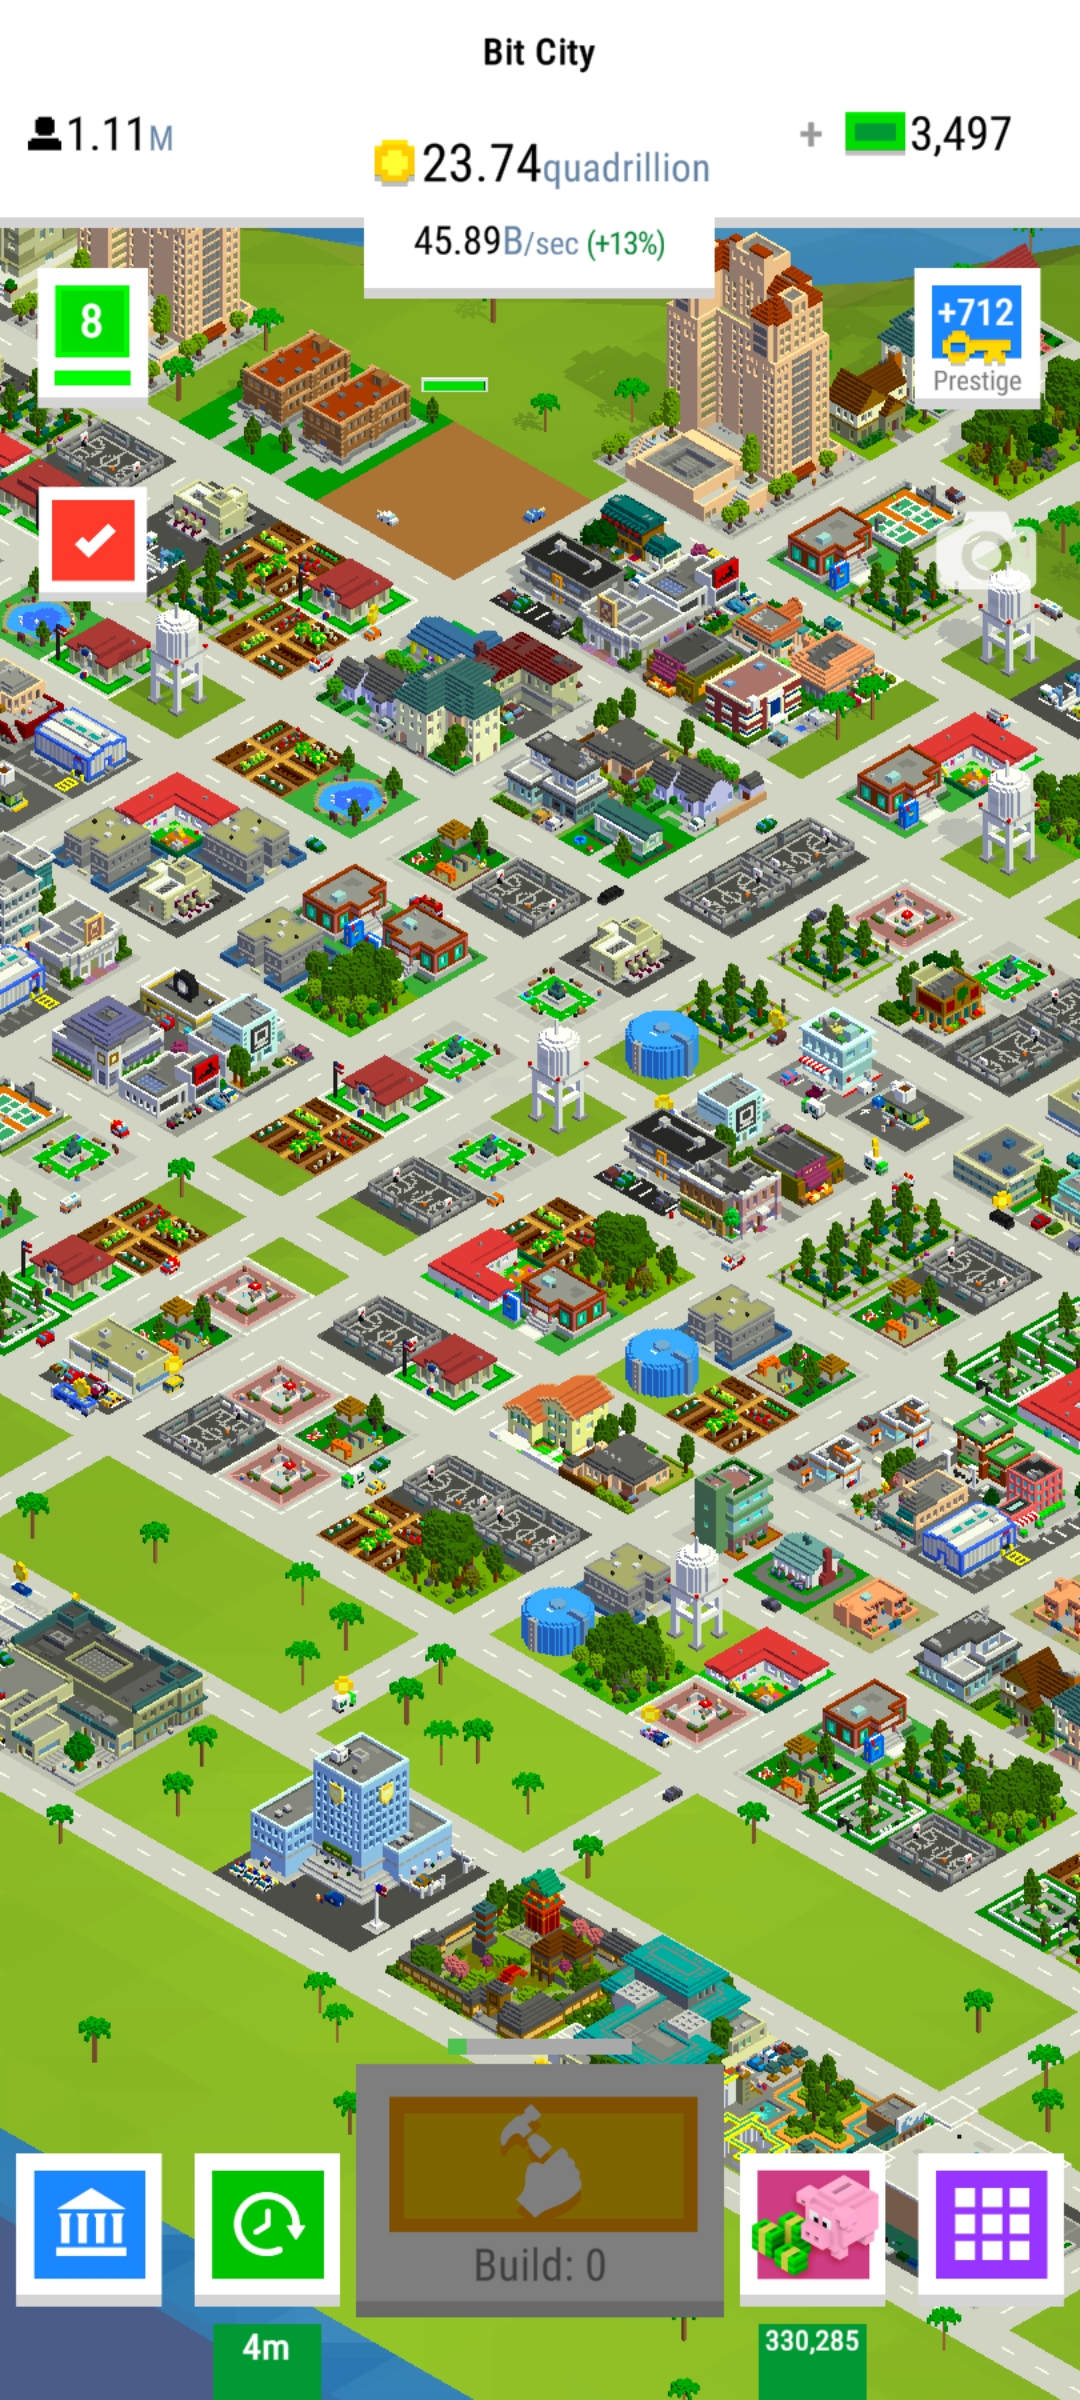 Bit City
1.11M
23.74quadrillion
+ 3,497
45.89B/sec (+13%)
8
+712
Prestige
Build: 0
4m
330,285